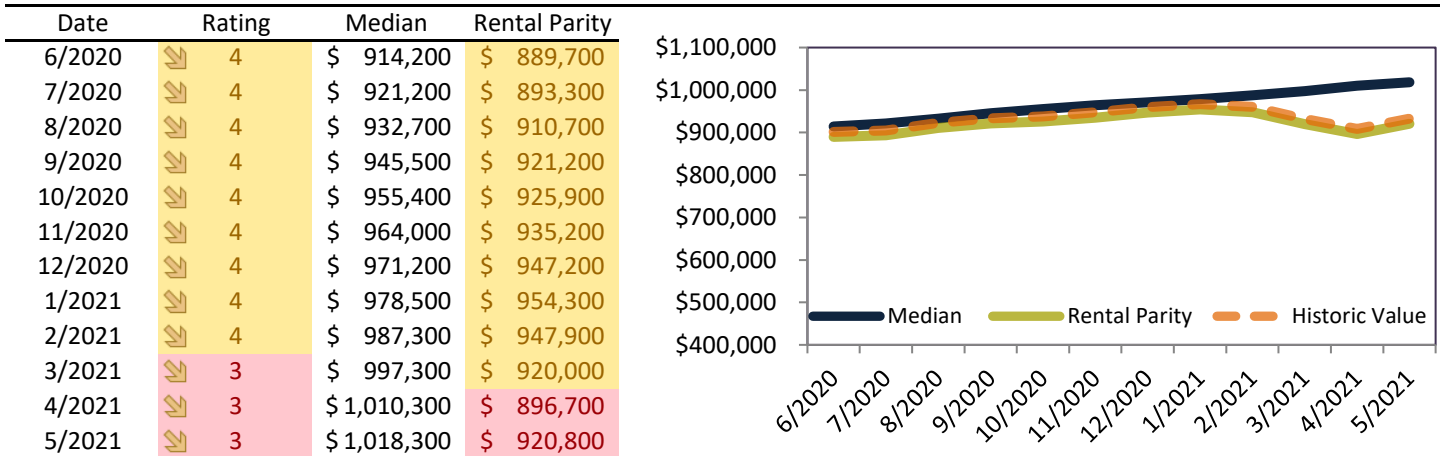 Date Rating Median Rental Parity
6/2020 4 $ 914,200 $ 889,700
7/2020 4 $ 921,200 $ 893,300
8/2020 4 $ 932,700 $ 910,700
9/2020 4 $ 945,500 $ 921,200
10/2020 4 $ 955,400 $ 925,900
11/2020 4 $ 964,000 $ 935,200
12/2020 4 $ 971,200 $ 947,200
1/2021 4 $ 978,500 $ 954,300
2/2021 4 $ 987,300 $ 947,900
3/2021 3 $ 997,300 $ 920,000
4/2021 3 $ 1,010,300 $ 896,700
5/2021 3 $ 1,018,300 $ 920,800
$1,100,000
$1,000,000
$900,000
$800,000
$700,000
$600,000
$500,000
$400,000
Median Rental Parity Historic Value
6/2020 7/2020 8/2020 9/2020 10/2020 11/2020 12/2020 1/2021 2/2021 3/2021 4/2021 5/2021